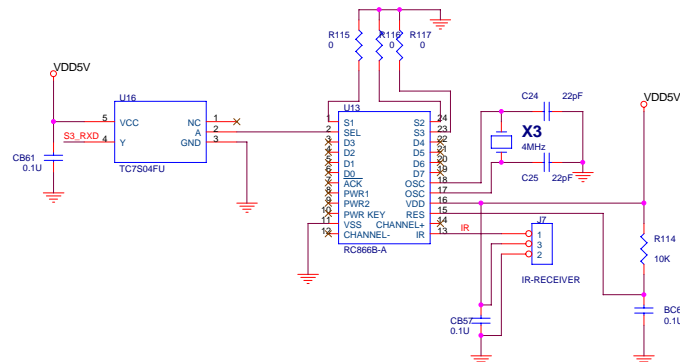 R115
0
R116
0
R117
0
VDD5V
U16
5
VCC
NC
1
S3_RXD
4
Y
A
2
GND
3
TC7S04FU
CB61
0.1U
U13
1
S1
S2
24
2
SEL
S3
23
3
D3
D4
22
4
D2
D5
21
5
D1
D6
20
6
D0
D7
19
7
ACK
OSC
18
8
PWR1
OSC
17
9
PWR2
VDD
16
10
PWR KEY
RES
15
11
VSS
CHANNEL+
14
12
CHANNEL-
IR
13
RC866B-A
C24
22pF
X3
4MHz
C25
22pF
VDD5V
IR
J7
1
3
2
IR-RECEIVER
R114
10K
CB57
0.1U
BC6
0.1U